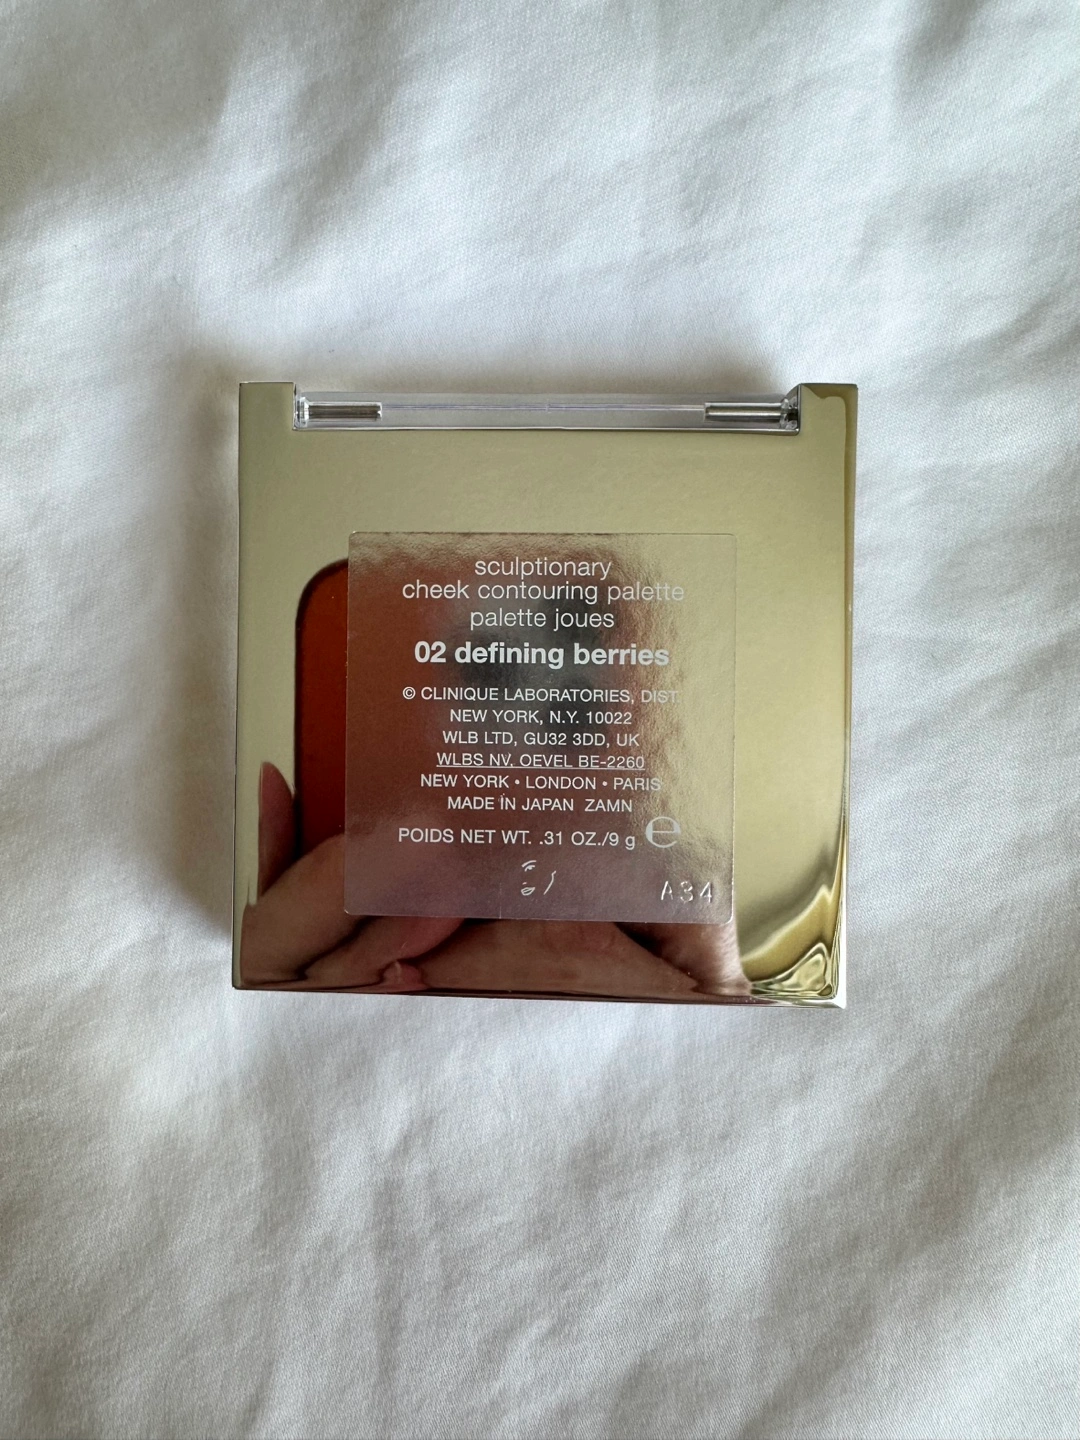 sculptionary
cheek contouring palette
palette joues
02 defining berries
© CLINIQUE LABORATORIES, DIST.
NEW YORK, N.Y. 10022
WLB LTD, GU32 3DD, UK
WLBS NV, OEVEL BE-2260
NEW YORK • LONDON • PARIS
MADE IN JAPAN ZAMN
POIDS NET WT. .31 OZ./9 g ℮
A34